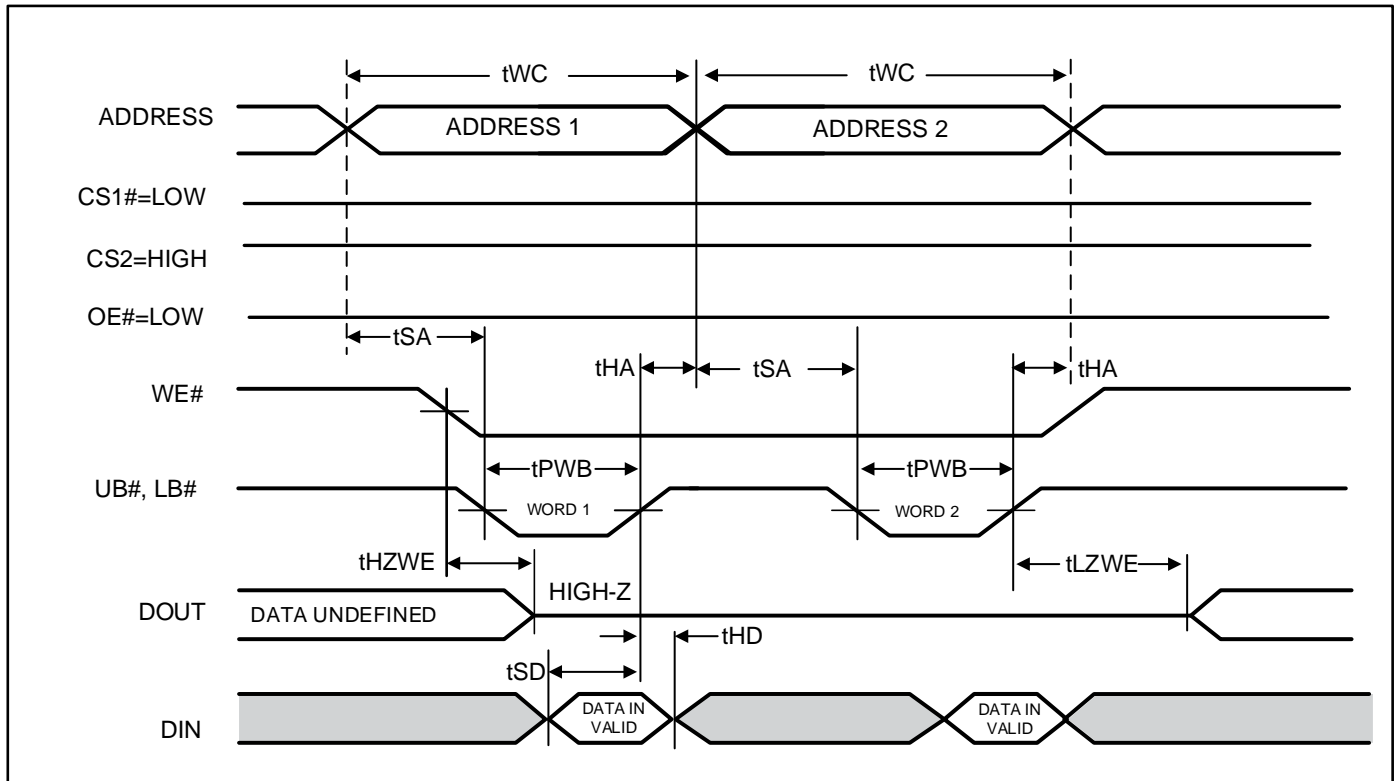 tWC
tWC
ADDRESS
ADDRESS 1
ADDRESS 2
CS1#=LOW
CS2=HIGH
OE#=LOW
tSA
tHA
tSA
tHA
WE#
tPWB
tPWB
UB#, LB#
WORD 1
WORD 2
tHZWE
tLZWE
HIGH-Z
DOUT
DATA UNDEFINED
tHD
tSD
DIN
DATA IN
VALID
DATA IN
VALID